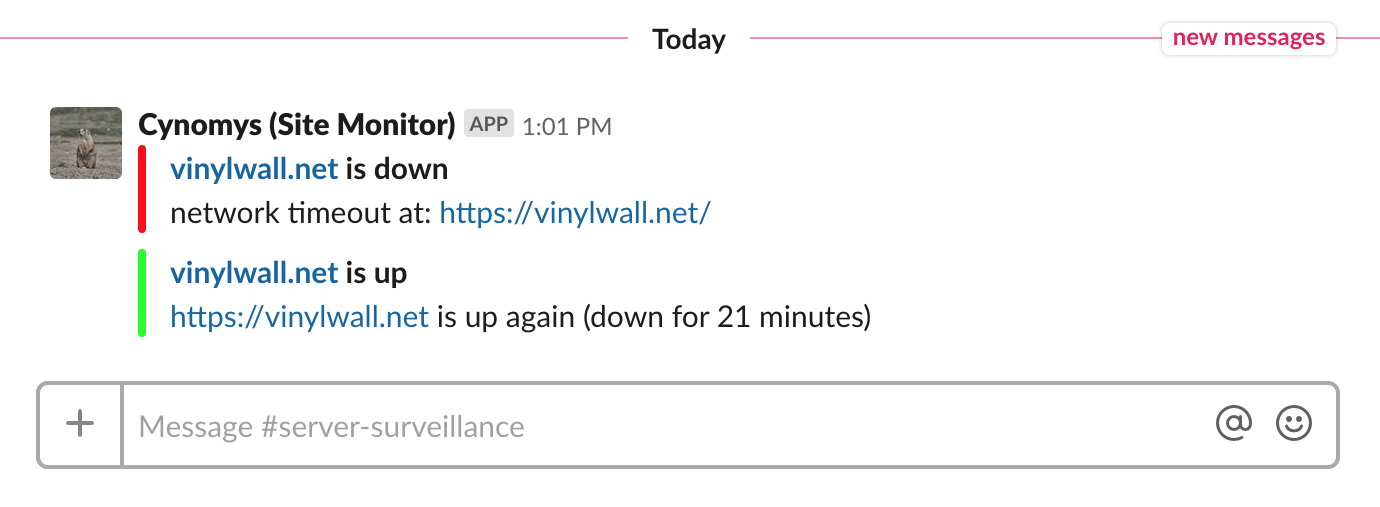 Today
new messages
Cynomys (Site Monitor) APP 1:01 PM
vinylwall.net is down
network timeout at: https://vinylwall.net/
vinylwall.net is up
https://vinylwall.net is up again (down for 21 minutes)
Message #server-surveillance